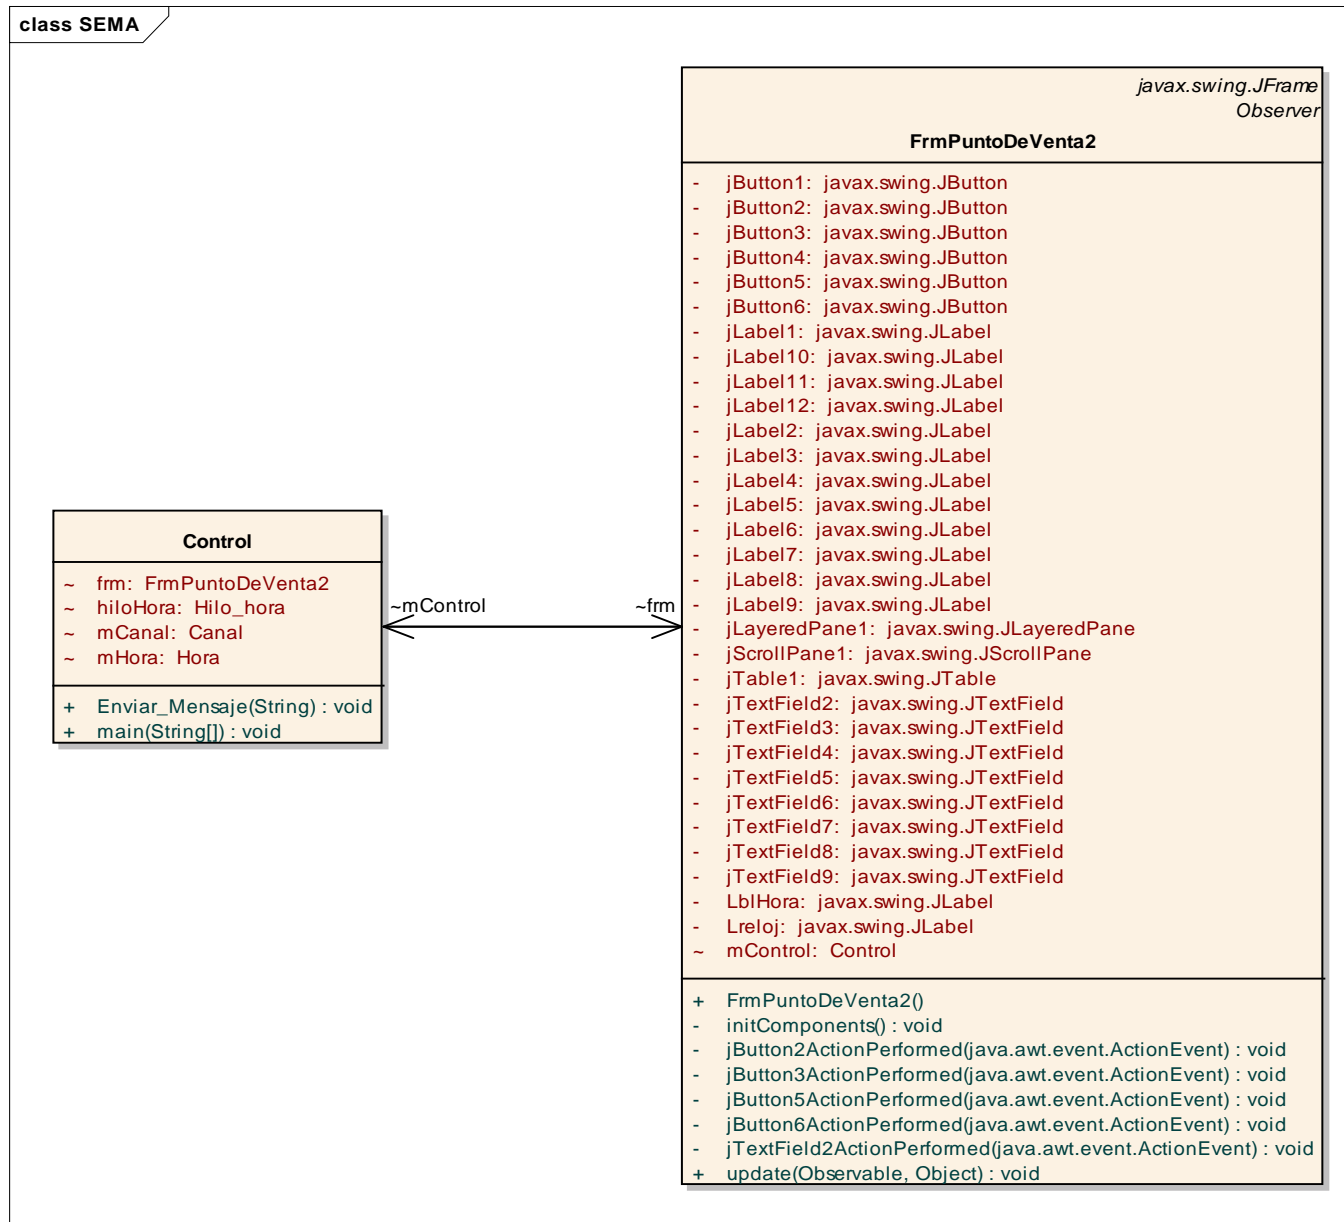 class SEMA
javax.swing.JFrame
Observer
FrmPuntoDeVenta2
- jButton1: javax.swing.JButton
- jButton2: javax.swing.JButton
- jButton3: javax.swing.JButton
- jButton4: javax.swing.JButton
- jButton5: javax.swing.JButton
- jButton6: javax.swing.JButton
- jLabel1: javax.swing.JLabel
- jLabel10: javax.swing.JLabel
- jLabel11: javax.swing.JLabel
- jLabel12: javax.swing.JLabel
- jLabel2: javax.swing.JLabel
- jLabel3: javax.swing.JLabel
- jLabel4: javax.swing.JLabel
- jLabel5: javax.swing.JLabel
- jLabel6: javax.swing.JLabel
- jLabel7: javax.swing.JLabel
- jLabel8: javax.swing.JLabel
- jLabel9: javax.swing.JLabel
- jLayeredPane1: javax.swing.JLayeredPane
- jScrollPane1: javax.swing.JScrollPane
- jTable1: javax.swing.JTable
- jTextField2: javax.swing.JTextField
- jTextField3: javax.swing.JTextField
- jTextField4: javax.swing.JTextField
- jTextField5: javax.swing.JTextField
- jTextField6: javax.swing.JTextField
- jTextField7: javax.swing.JTextField
- jTextField8: javax.swing.JTextField
- jTextField9: javax.swing.JTextField
- LblHora: javax.swing.JLabel
- Lreloj: javax.swing.JLabel
~ mControl: Control
+ FrmPuntoDeVenta2()
- initComponents() : void
- jButton2ActionPerformed(java.awt.event.ActionEvent) : void
- jButton3ActionPerformed(java.awt.event.ActionEvent) : void
- jButton5ActionPerformed(java.awt.event.ActionEvent) : void
- jButton6ActionPerformed(java.awt.event.ActionEvent) : void
- jTextField2ActionPerformed(java.awt.event.ActionEvent) : void
+ update(Observable, Object) : void
Control
~ frm: FrmPuntoDeVenta2
~ hiloHora: Hilo_hora
~ mCanal: Canal
~ mHora: Hora
+ Enviar_Mensaje(String) : void
+ main(String[]) : void
~mControl
~frm